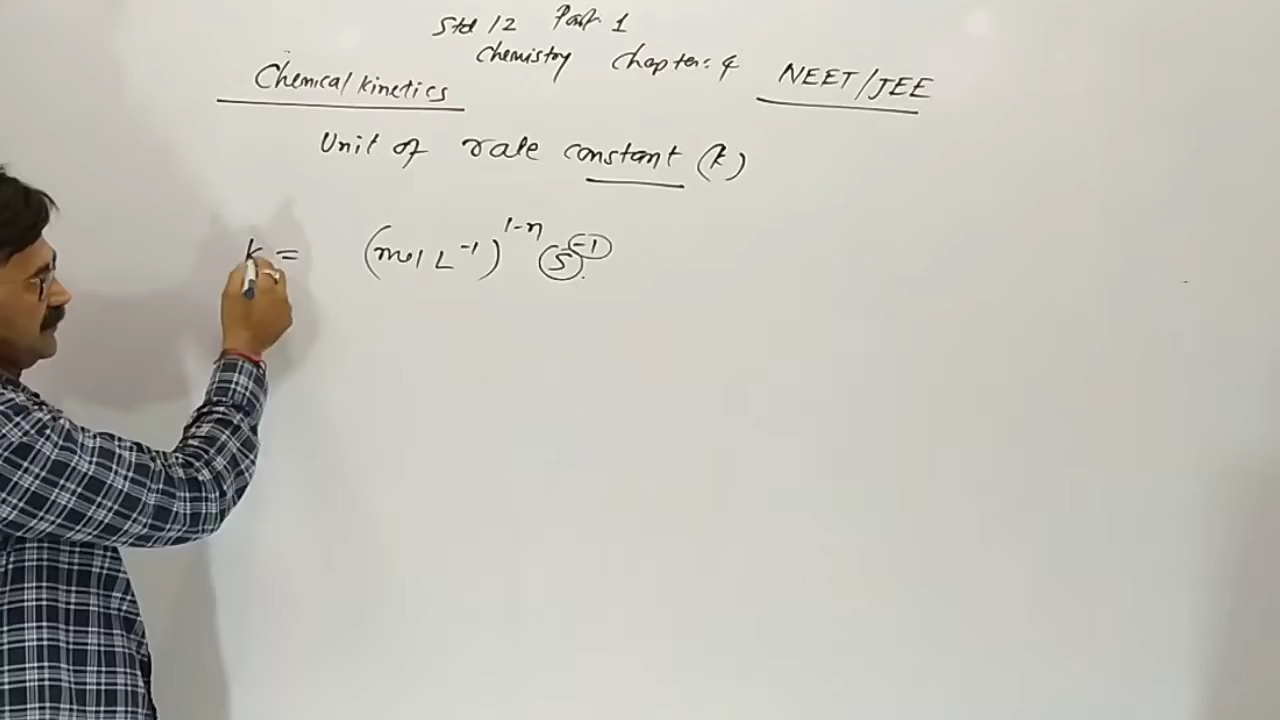 Std 12 Part 1
Chemistry Chapter: 4
Chemical kinetics
NEET/JEE
Unit of rate constant (k)
k = (mol L⁻¹)¹⁻ⁿ s⁻¹